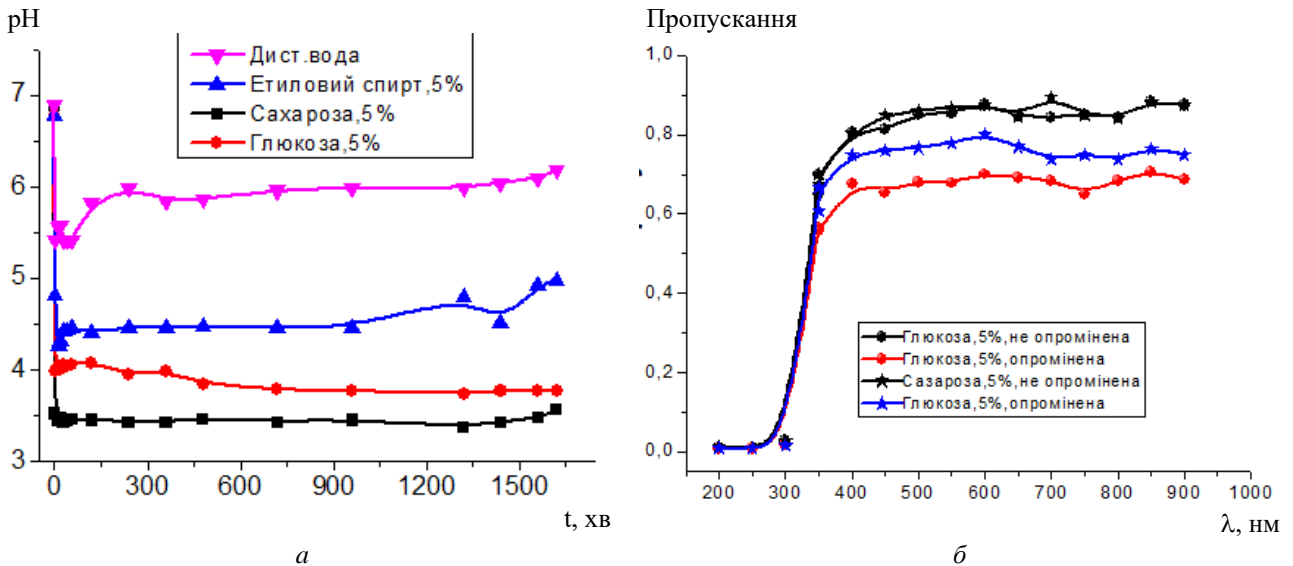 pH
Дист.вода
Етиловий спирт,5%
Сахароза,5%
Глюкоза,5%
7
6
5
4
3
0 300 600 900 1200 1500
t, хв
а
Пропускання
1,0
0,8
0,6
0,4
0,2
0,0
Глюкоза,5%,не опромінена
Глюкоза,5%,опромінена
Сазароза,5%,не опромінена
Глюкоза,5%,опромінена
200 300 400 500 600 700 800 900 1000
λ, нм
б